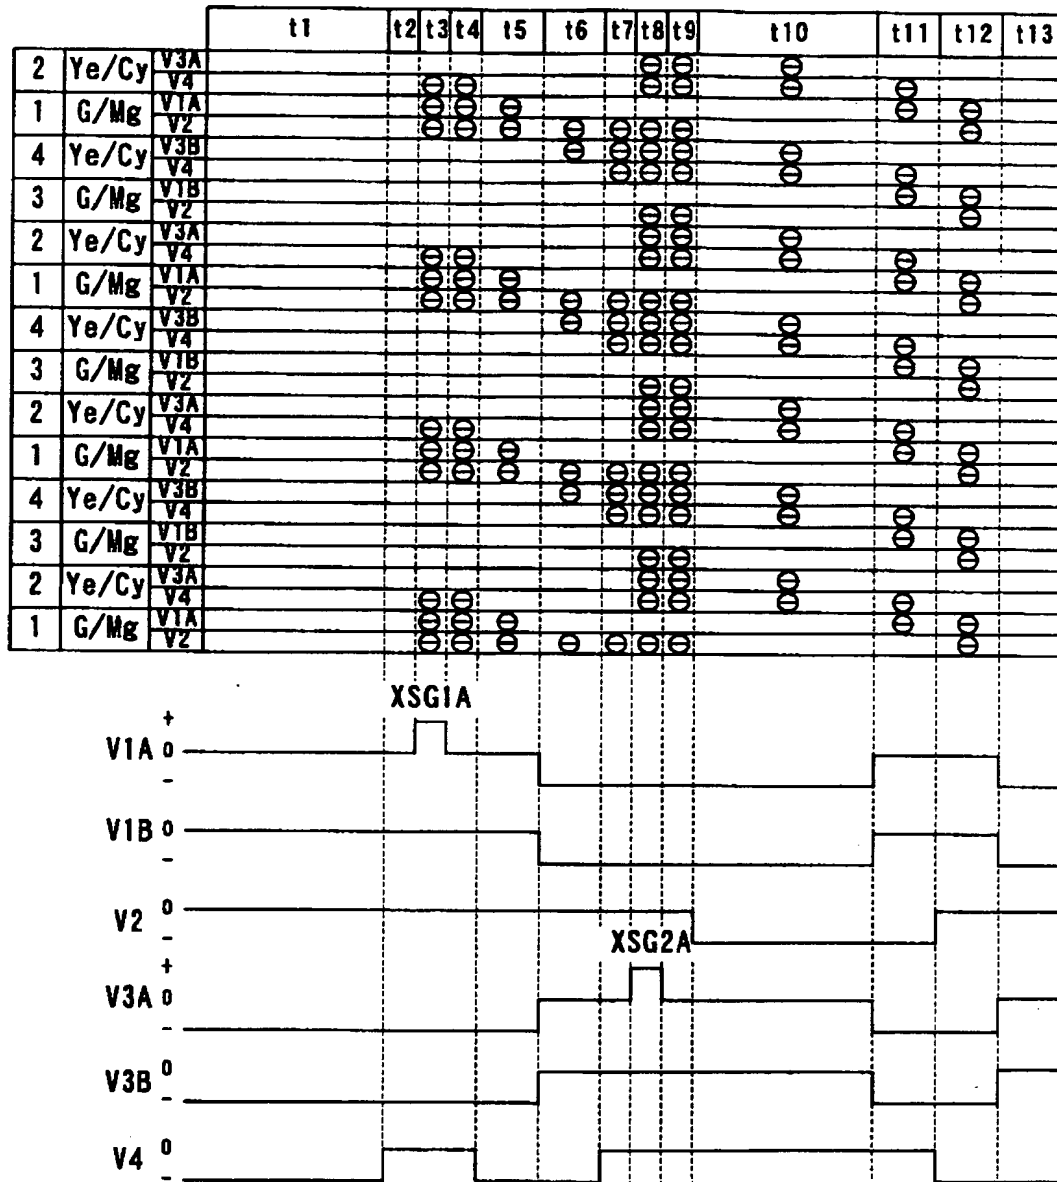 t1 t2 t3 t4 t5 t6 t7 t8 t9 t10 t11 t12 t13
2 Ye/Cy V3A
V4
1 G/Mg V1A
V2
4 Ye/Cy V3B
V4
3 G/Mg V1B
V2
2 Ye/Cy V3A
V4
1 G/Mg V1A
V2
4 Ye/Cy V3B
V4
3 G/Mg V1B
V2
2 Ye/Cy V3A
V4
1 G/Mg V1A
V2
4 Ye/Cy V3B
V4
3 G/Mg V1B
V2
2 Ye/Cy V3A
V4
1 G/Mg V1A
V2
XSG1A
+
V1A 0
-
V1B 0
-
V2 0
-
XSG2A
+
V3A 0
-
V3B 0
-
V4 0
-